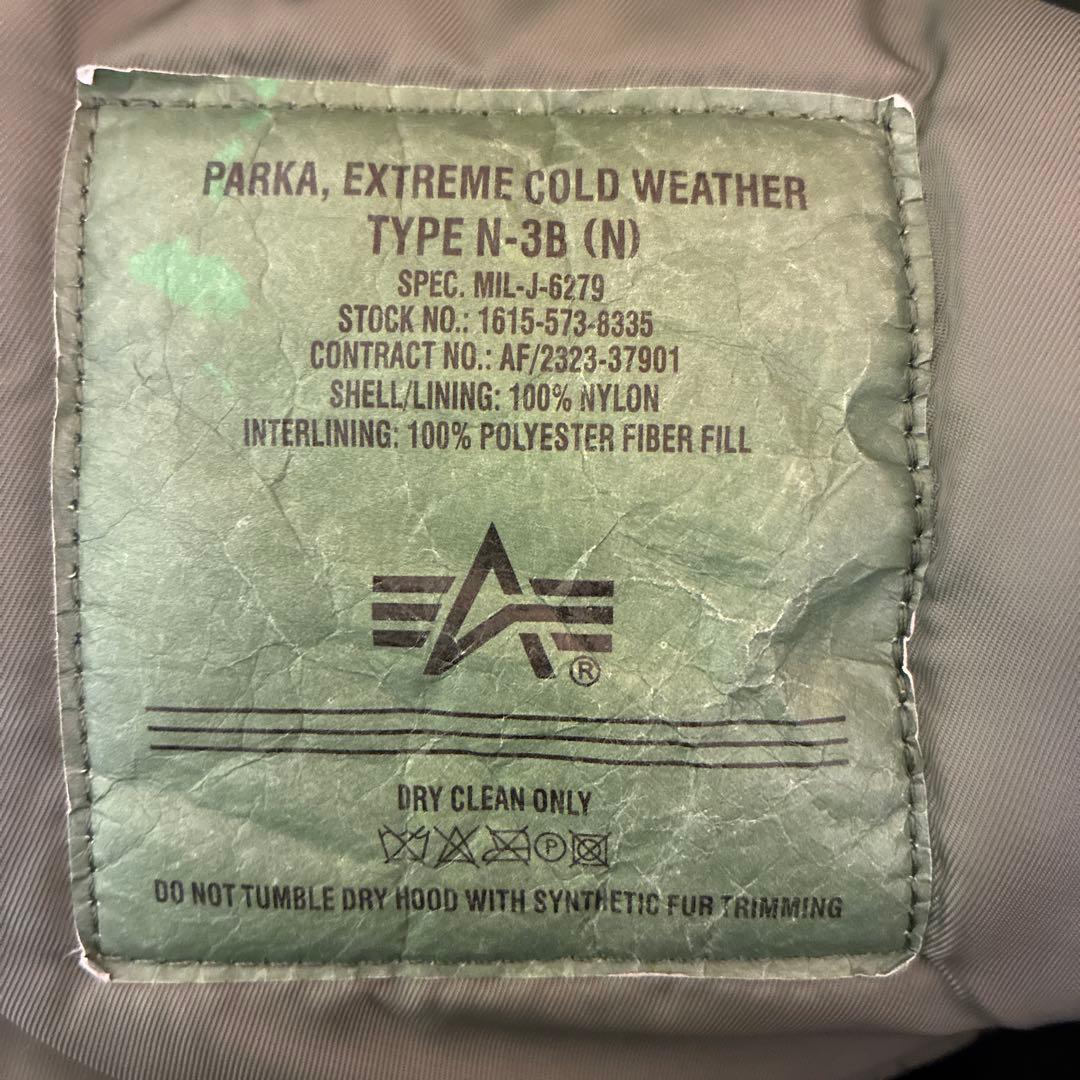 PARKA, EXTREME COLD WEATHER
TYPE N-3B (N)
SPEC. MIL-J-6279
STOCK NO.: 1615-573-8335
CONTRACT NO.: AF/2323-37901
SHELL/LINING: 100% NYLON
INTERLINING: 100% POLYESTER FIBER FILL
®
DRY CLEAN ONLY
P
DO NOT TUMBLE DRY HOOD WITH SYNTHETIC FUR TRIMMING